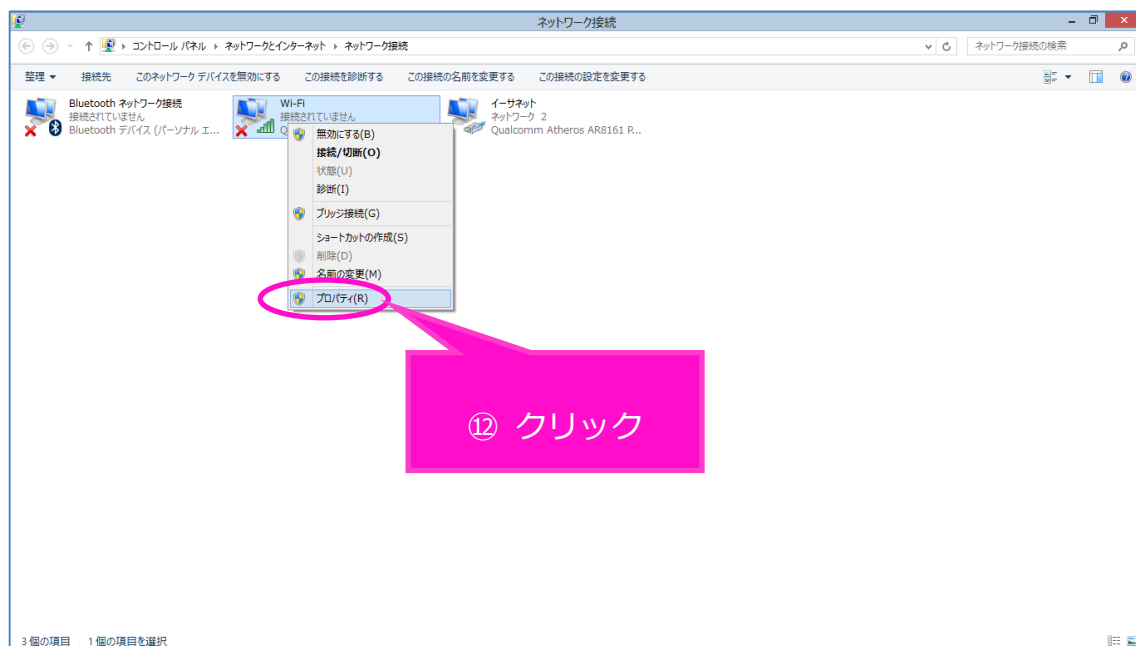 ネットワーク接続
コントロール パネル ▸ ネットワークとインターネット ▸ ネットワーク接続
ネットワーク接続の検索
整理 接続先 このネットワーク デバイスを無効にする この接続を診断する この接続の名前を変更する この接続の設定を変更する
Bluetooth ネットワーク接続
接続されていません
Bluetooth デバイス (パーソナル エ...
Wi-Fi
接続されていません
Q
イーサネット
ネットワーク 2
Qualcomm Atheros AR8161 P...
無効にする(B)
接続/切断(O)
状態(U)
診断(I)
ブリッジ接続(G)
ショートカットの作成(S)
削除(D)
名前の変更(M)
プロパティ(R)
⑫ クリック
3 個の項目 1 個の項目を選択